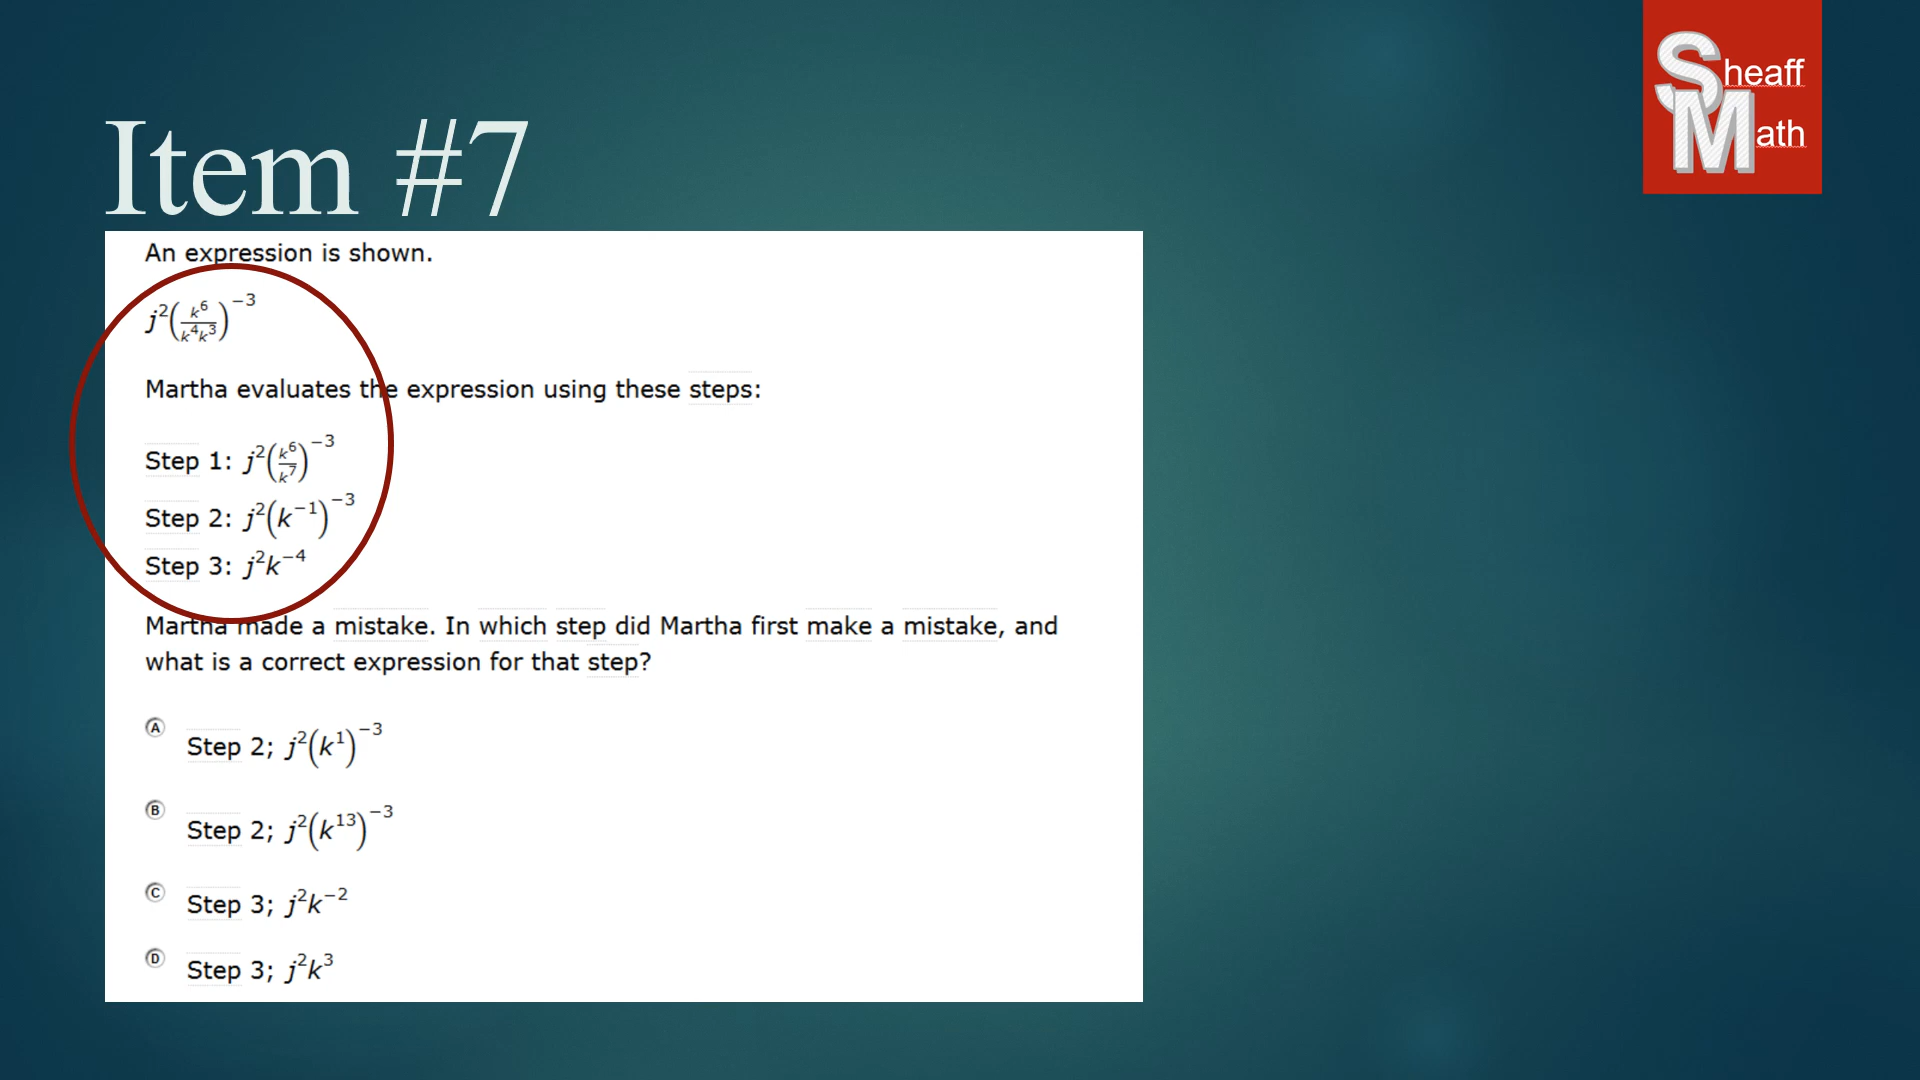 Sheaff
Math
Item #7
An expression is shown.
j²(k⁶/k⁴k³)⁻³
Martha evaluates the expression using these steps:
Step 1: j²(k⁶/k⁷)⁻³
Step 2: j²(k⁻¹)⁻³
Step 3: j²k⁻⁴
Martha made a mistake. In which step did Martha first make a mistake, and
what is a correct expression for that step?
A Step 2; j²(k¹)⁻³
B Step 2; j²(k¹³)⁻³
C Step 3; j²k⁻²
D Step 3; j²k³